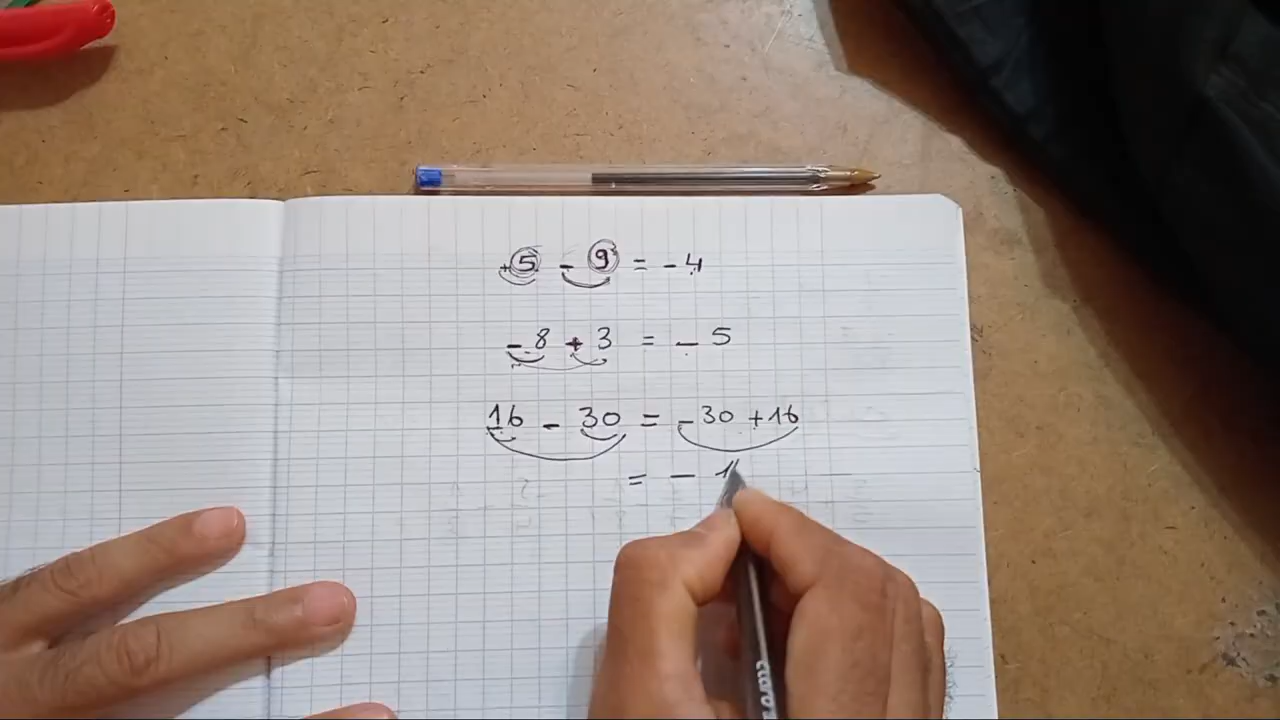 +5 - 9 = -4
-8 + 3 = -5
16 - 30 = -30 + 16
= - 1